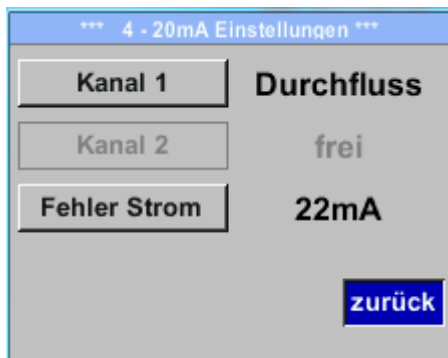 *** 4 - 20mA Einstellungen ***
Kanal 1 Durchfluss
Kanal 2 frei
Fehler Strom 22mA
zurück